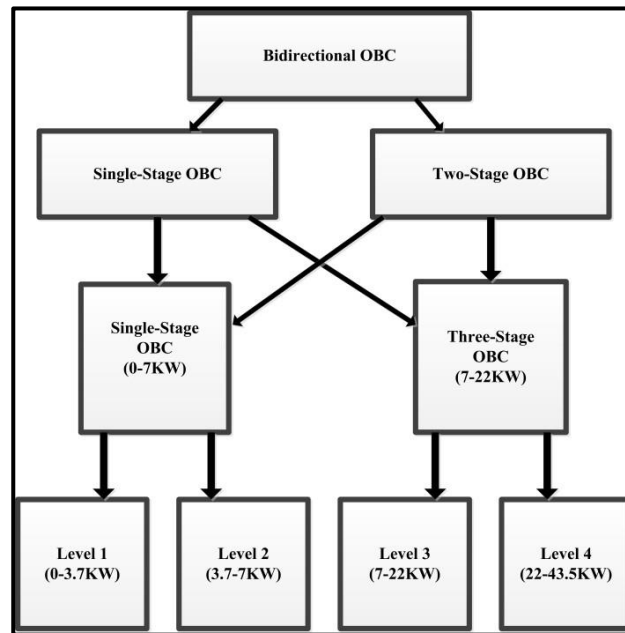 Bidirectional OBC
Single-Stage OBC
Two-Stage OBC
Single-Stage
OBC
(0-7KW)
Three-Stage
OBC
(7-22KW)
Level 1
(0-3.7KW)
Level 2
(3.7-7KW)
Level 3
(7-22KW)
Level 4
(22-43.5KW)